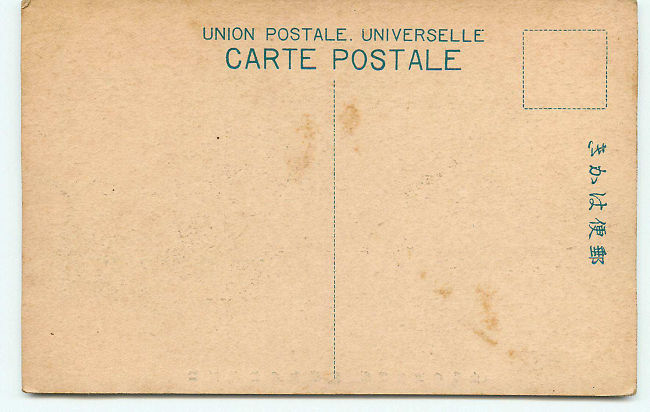 UNION POSTALE. UNIVERSELLE
CARTE POSTALE
郵便はかき